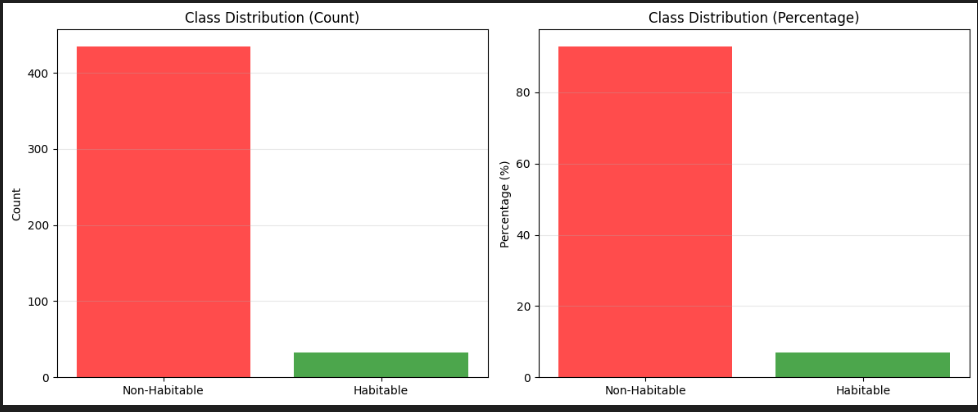 Class Distribution (Count)
Count
400
300
200
100
0
Non-Habitable
Habitable
Class Distribution (Percentage)
Percentage (%)
80
60
40
20
0
Non-Habitable
Habitable